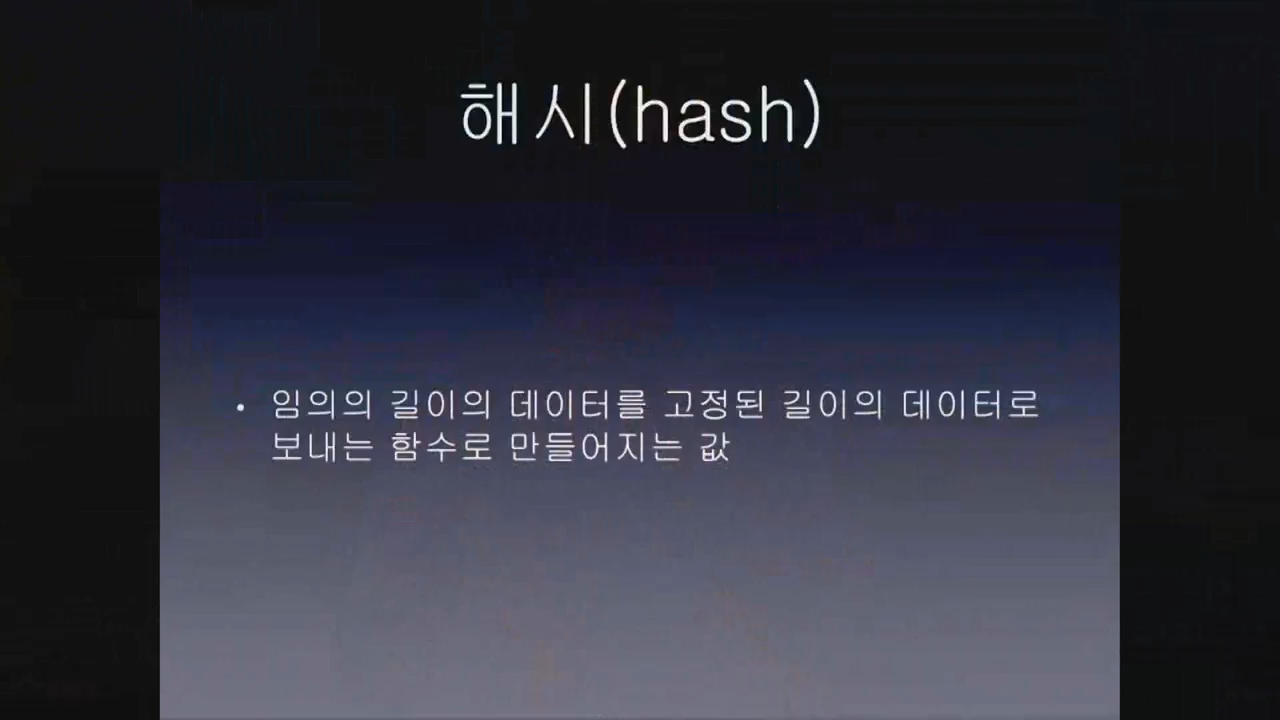 해시(hash)
• 임의의 길이의 데이터를 고정된 길이의 데이터로
보내는 함수로 만들어지는 값